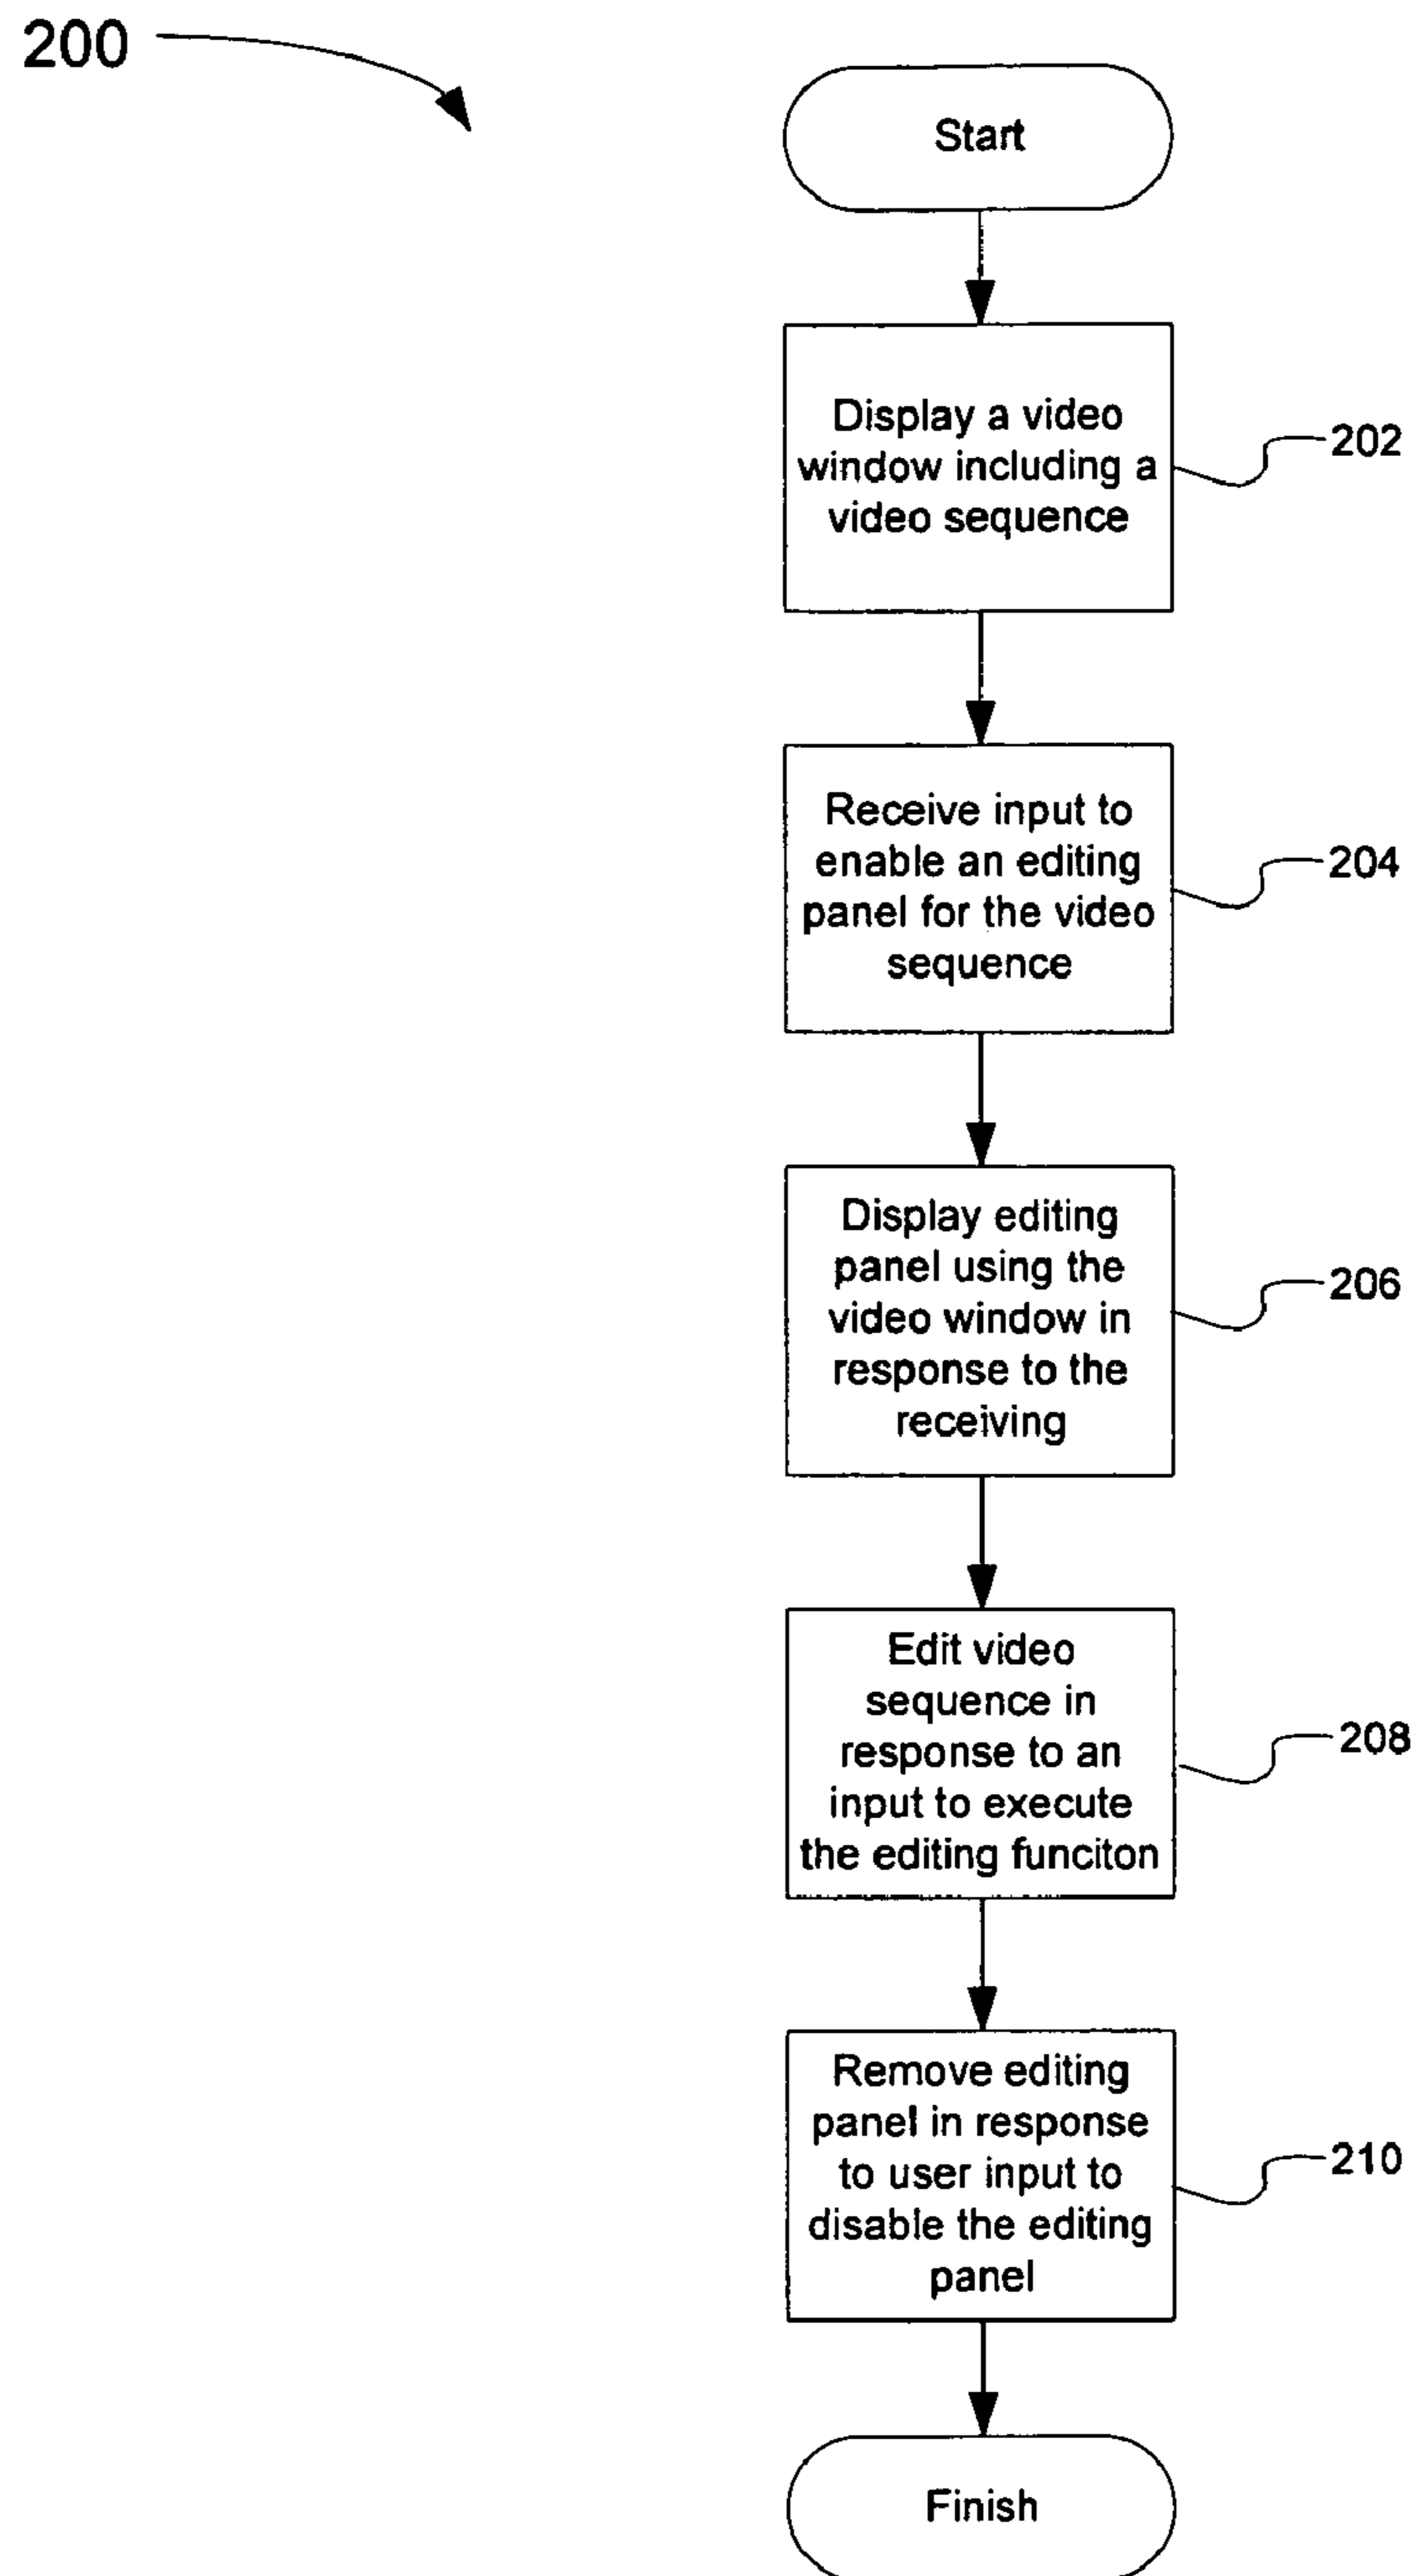 200
Start
Display a video
window including a
video sequence
202
Receive input to
enable an editing
panel for the video
sequence
204
Display editing
panel using the
video window in
response to the
receiving
206
Edit video
sequence in
response to an
input to execute
the editing funciton
208
Remove editing
panel in response
to user input to
disable the editing
panel
210
Finish